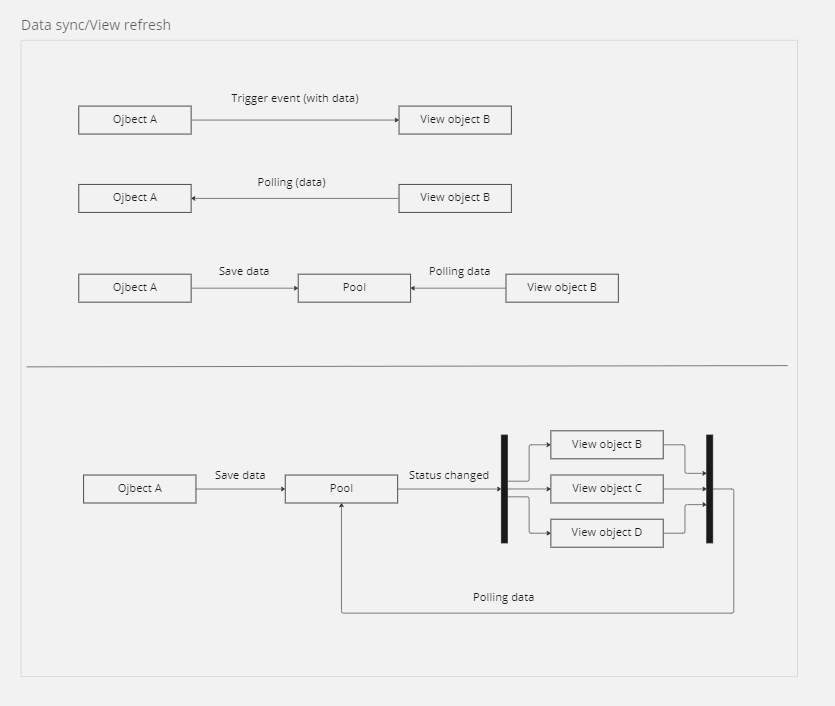 Data sync/View refresh
Trigger event (with data)
Ojbect A
View object B
Polling (data)
Ojbect A
View object B
Save data
Polling data
Ojbect A
Pool
View object B
View object B
Save data
Status changed
Ojbect A
Pool
View object C
View object D
Polling data